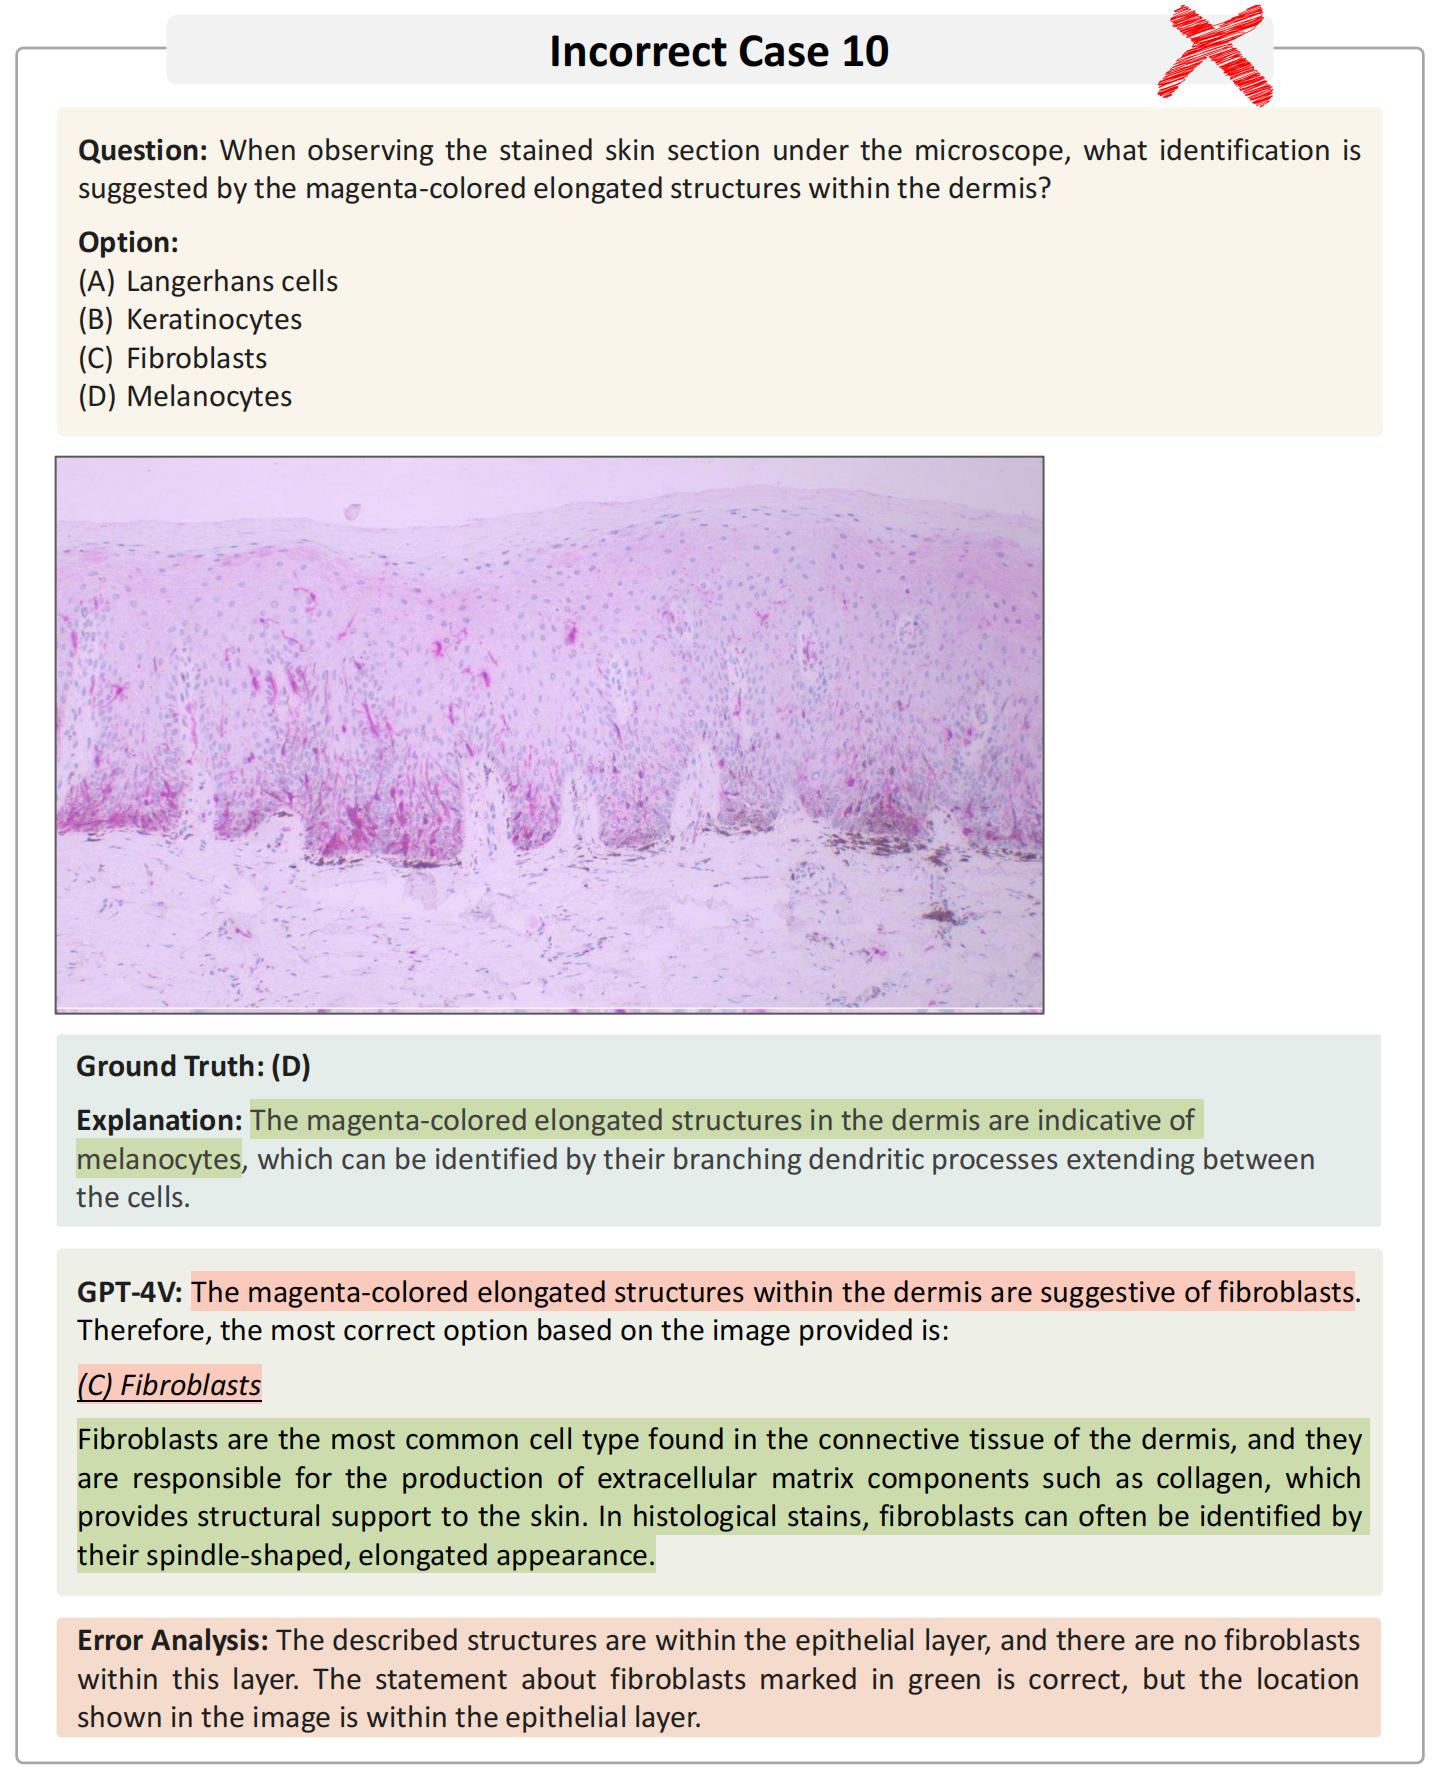 Incorrect Case 10
Question: When observing the stained skin section under the microscope, what identification is
suggested by the magenta-colored elongated structures within the dermis?
Option:
(A) Langerhans cells
(B) Keratinocytes
(C) Fibroblasts
(D) Melanocytes
Ground Truth: (D)
Explanation: The magenta-colored elongated structures in the dermis are indicative of
melanocytes, which can be identified by their branching dendritic processes extending between
the cells.
GPT-4V: The magenta-colored elongated structures within the dermis are suggestive of fibroblasts.
Therefore, the most correct option based on the image provided is:
(C) Fibroblasts
Fibroblasts are the most common cell type found in the connective tissue of the dermis, and they
are responsible for the production of extracellular matrix components such as collagen, which
provides structural support to the skin. In histological stains, fibroblasts can often be identified by
their spindle-shaped, elongated appearance.
Error Analysis: The described structures are within the epithelial layer, and there are no fibroblasts
within this layer. The statement about fibroblasts marked in green is correct, but the location
shown in the image is within the epithelial layer.